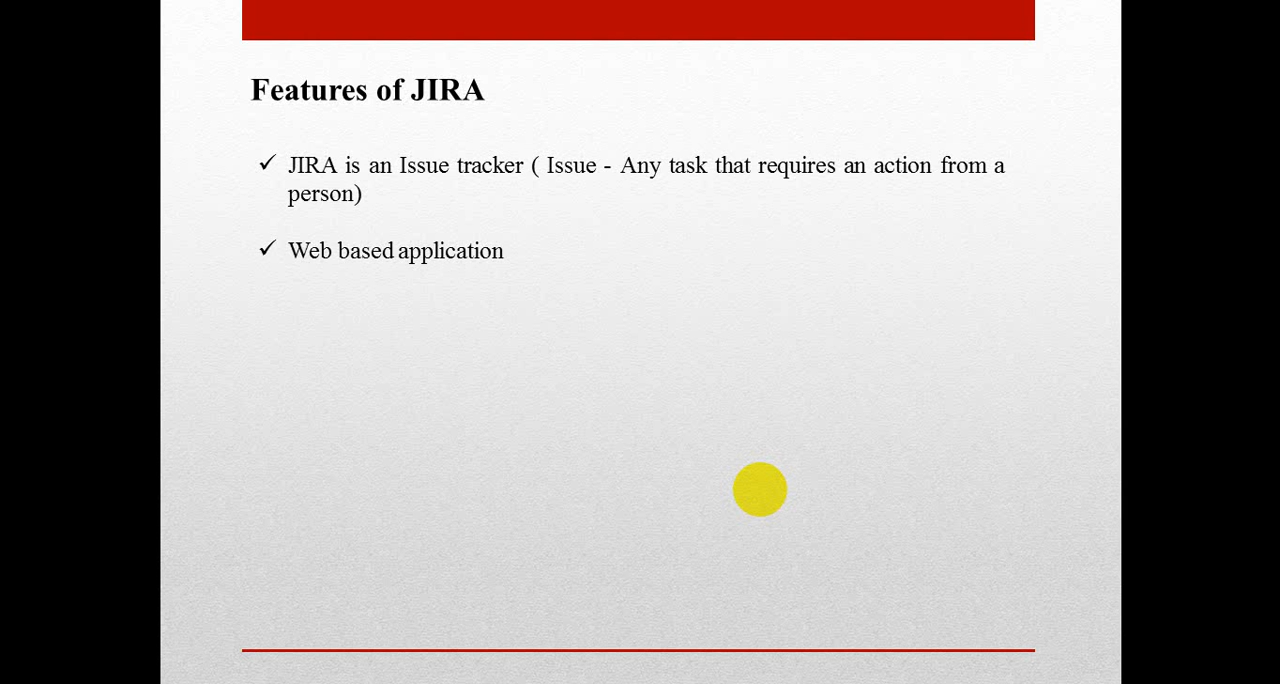 Features of JIRA
JIRA is an Issue tracker ( Issue - Any task that requires an action from a
person)
Web based application